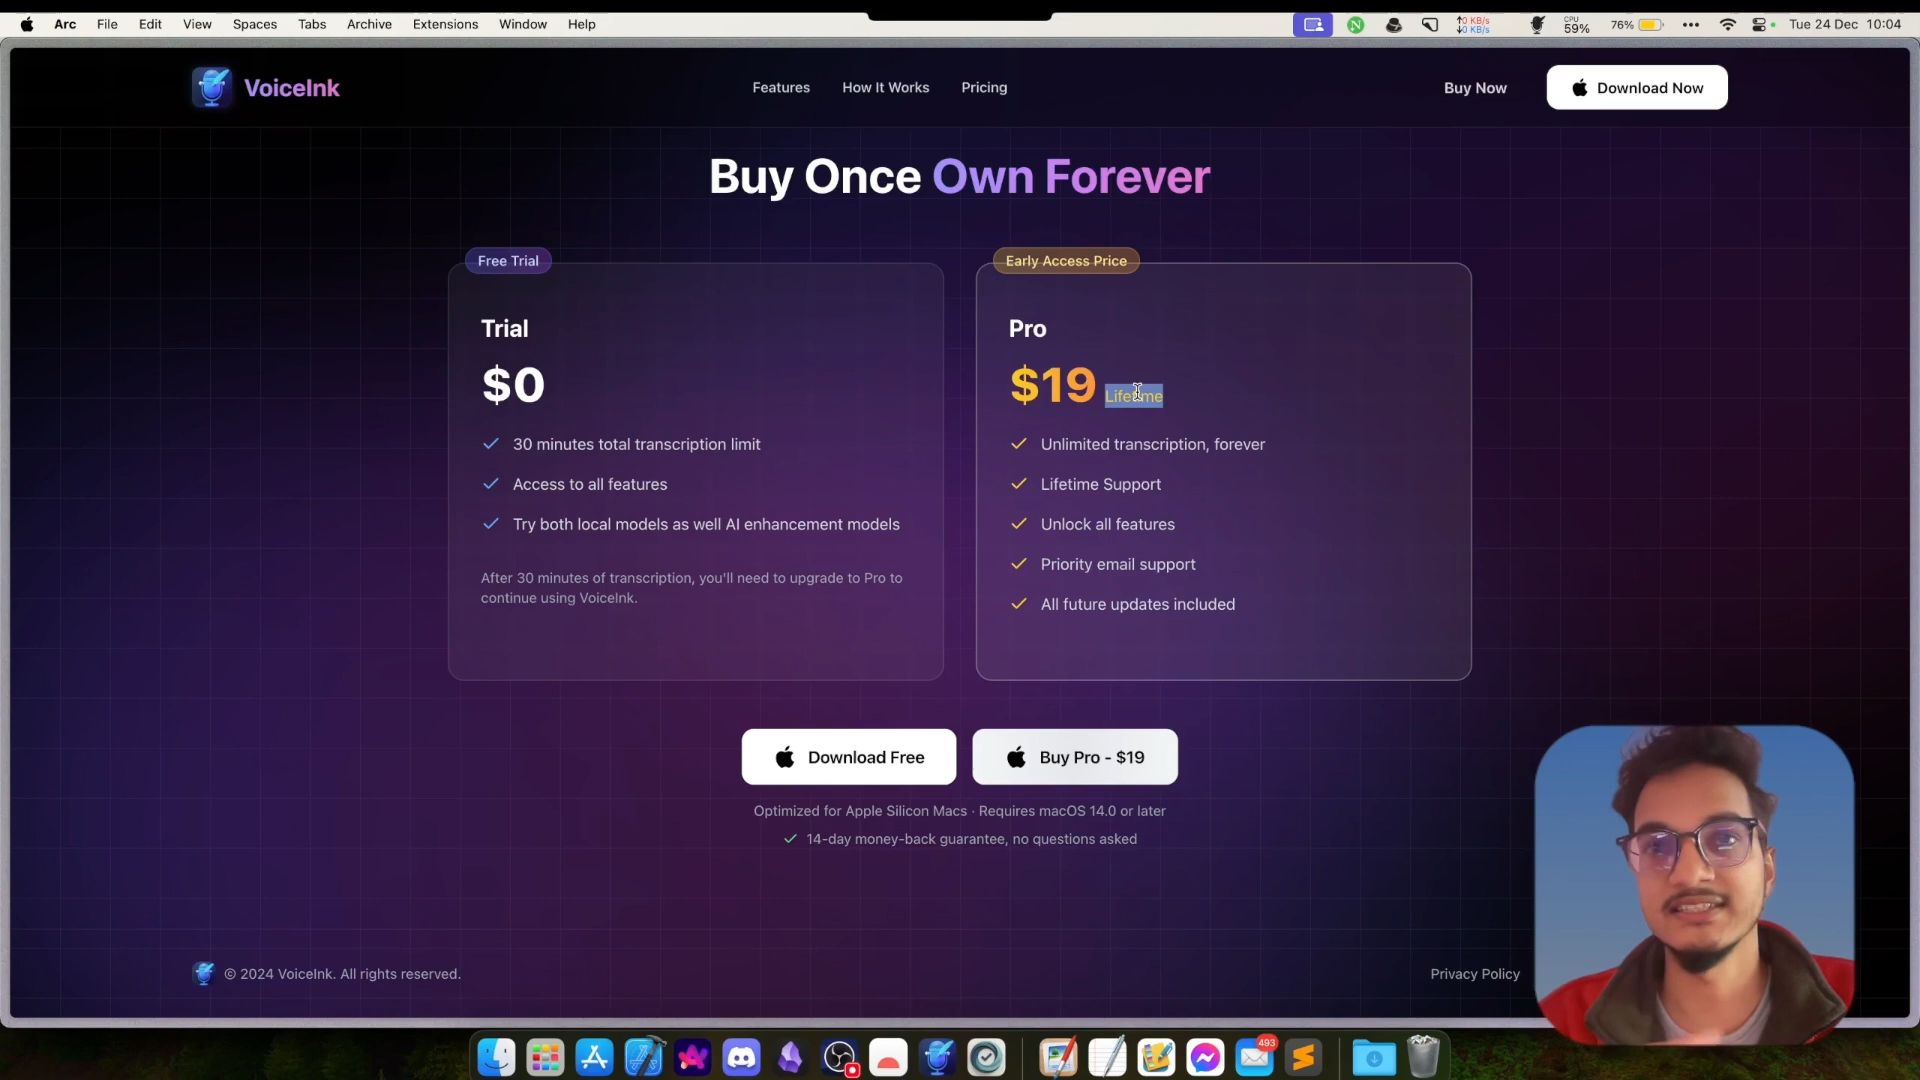 Arc File Edit View Spaces Tabs Archive Extensions Window Help
0 KB/s
0 KB/s
CPU
59%
76%
Tue 24 Dec 10:04
VoiceInk
Features How It Works Pricing
Buy Now
Download Now
Buy Once Own Forever
Free Trial
Trial
$0
30 minutes total transcription limit
Access to all features
Try both local models as well AI enhancement models
After 30 minutes of transcription, you'll need to upgrade to Pro to
continue using VoiceInk.
Early Access Price
Pro
$19 Lifetime
Unlimited transcription, forever
Lifetime Support
Unlock all features
Priority email support
All future updates included
Download Free
Buy Pro - $19
Optimized for Apple Silicon Macs · Requires macOS 14.0 or later
14-day money-back guarantee, no questions asked
© 2024 VoiceInk. All rights reserved.
Privacy Policy
493